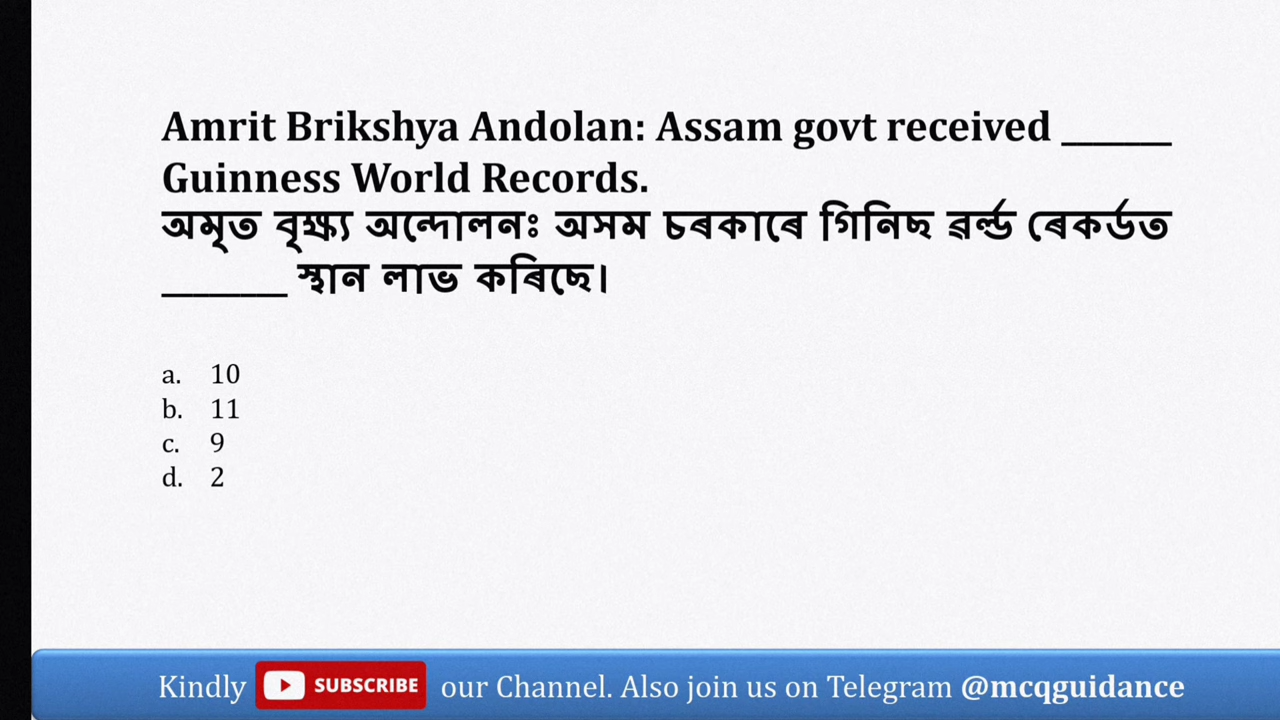 Amrit Brikshya Andolan: Assam govt received _______
Guinness World Records.
অমৃত বৃক্ষ্য অন্দোলনঃ অসম চৰকাৰে গিনিছ ৱৰ্ল্ড ৰেকৰ্ডত
________ স্থান লাভ কৰিছে।
a. 10
b. 11
c. 9
d. 2
Kindly SUBSCRIBE our Channel. Also join us on Telegram @mcqguidance